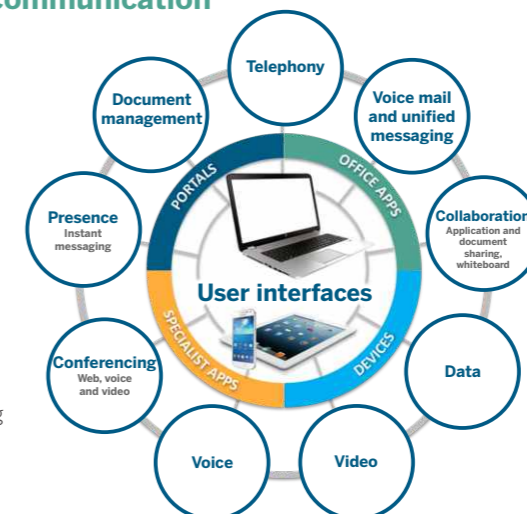 communication
Telephony
Document
management
Voice mail
and unified
messaging
PORTALS
OFFICE APPS
Presence
Instant
messaging
Collaboration
Application and
document
sharing,
whiteboard
User interfaces
SPECIALIST APPS
DEVICES
Conferencing
Web, voice
and video
Data
Voice
Video